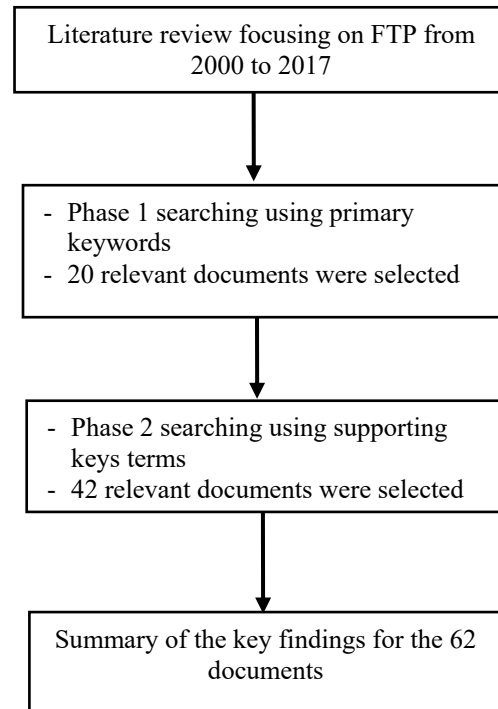 Literature review focusing on FTP from
2000 to 2017
- Phase 1 searching using primary
keywords
- 20 relevant documents were selected
- Phase 2 searching using supporting
keys terms
- 42 relevant documents were selected
Summary of the key findings for the 62
documents